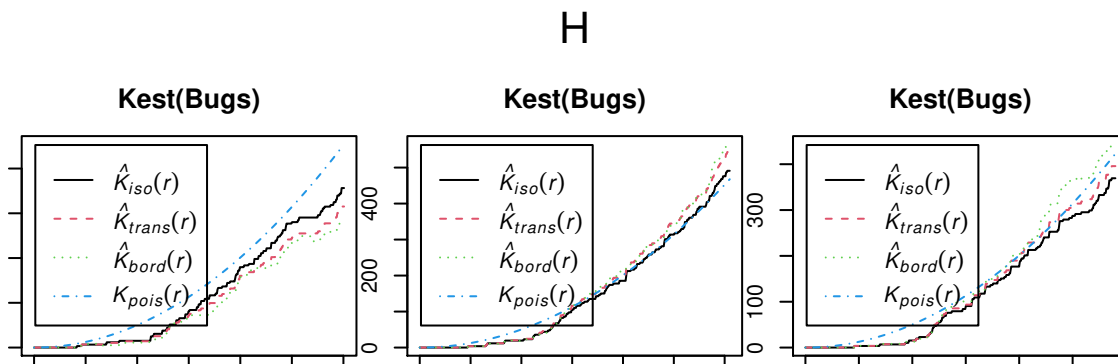 H
Kest(Bugs)
K̂iso(r)
K̂trans(r)
K̂bord(r)
Kpois(r)
Kest(Bugs)
0 200 400
K̂iso(r)
K̂trans(r)
K̂bord(r)
Kpois(r)
Kest(Bugs)
0 100 300
K̂iso(r)
K̂trans(r)
K̂bord(r)
Kpois(r)